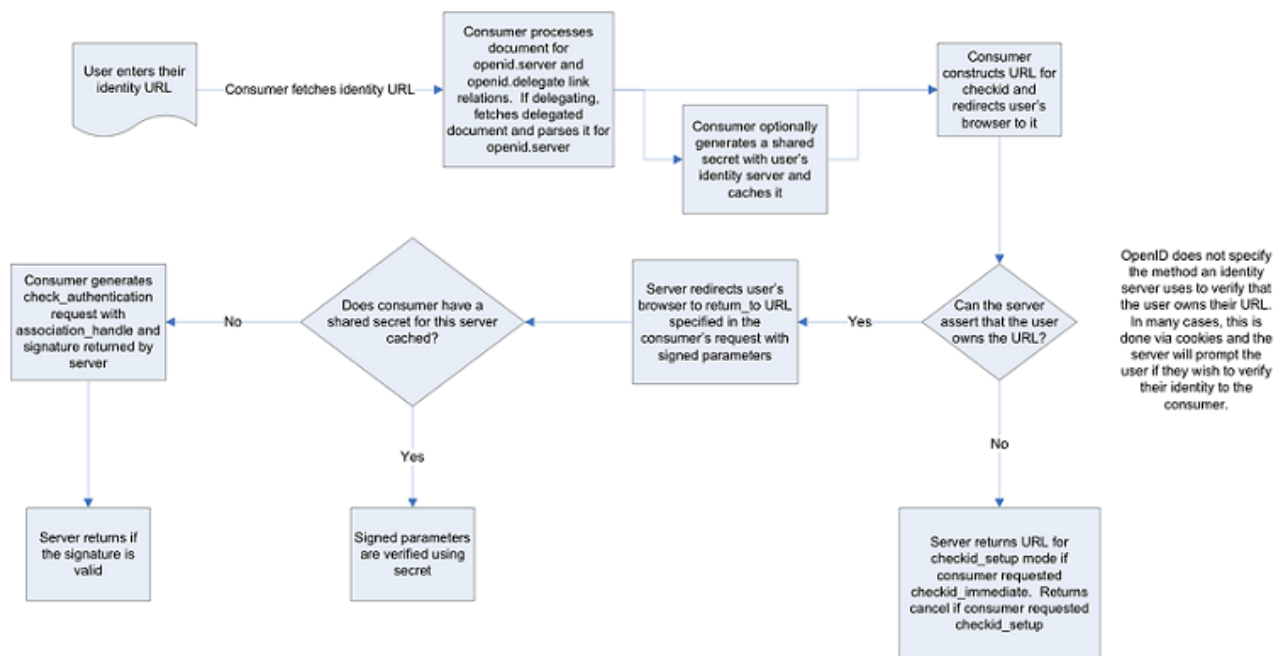 User enters their
identity URL
Consumer fetches identity URL
Consumer processes
document for
openid.server and
openid.delegate link
relations. If delegating,
fetches delegated
document and parses it for
openid.server
Consumer optionally
generates a shared
secret with user's
identity server and
caches it
Consumer
constructs URL for
checkid and
redirects user's
browser to it
Can the server
assert that the user
owns the URL?
OpenID does not specify
the method an identity
server uses to verify that
the user owns their URL.
In many cases, this is
done via cookies and the
server will prompt the
user if they wish to verify
their identity to the
consumer.
Yes
Server redirects user's
browser to return_to URL
specified in the
consumer's request with
signed parameters
Does consumer have a
shared secret for this server
cached?
No
Consumer generates
check_authentication
request with
association_handle and
signature returned by
server
Server returns if
the signature is
valid
Yes
Signed parameters
are verified using
secret
No
Server returns URL for
checkid_setup mode if
consumer requested
checkid_immediate. Returns
cancel if consumer requested
checkid_setup